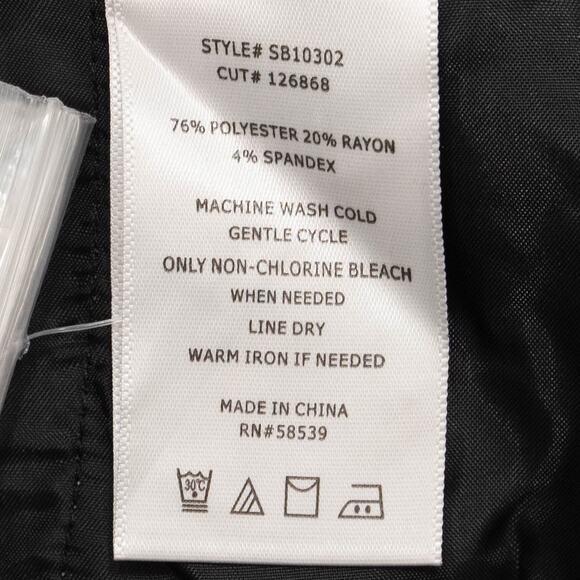 STYLE# SB10302
CUT# 126868
76% POLYESTER 20% RAYON
4% SPANDEX
MACHINE WASH COLD
GENTLE CYCLE
ONLY NON-CHLORINE BLEACH
WHEN NEEDED
LINE DRY
WARM IRON IF NEEDED
MADE IN CHINA
RN#58539
30°C